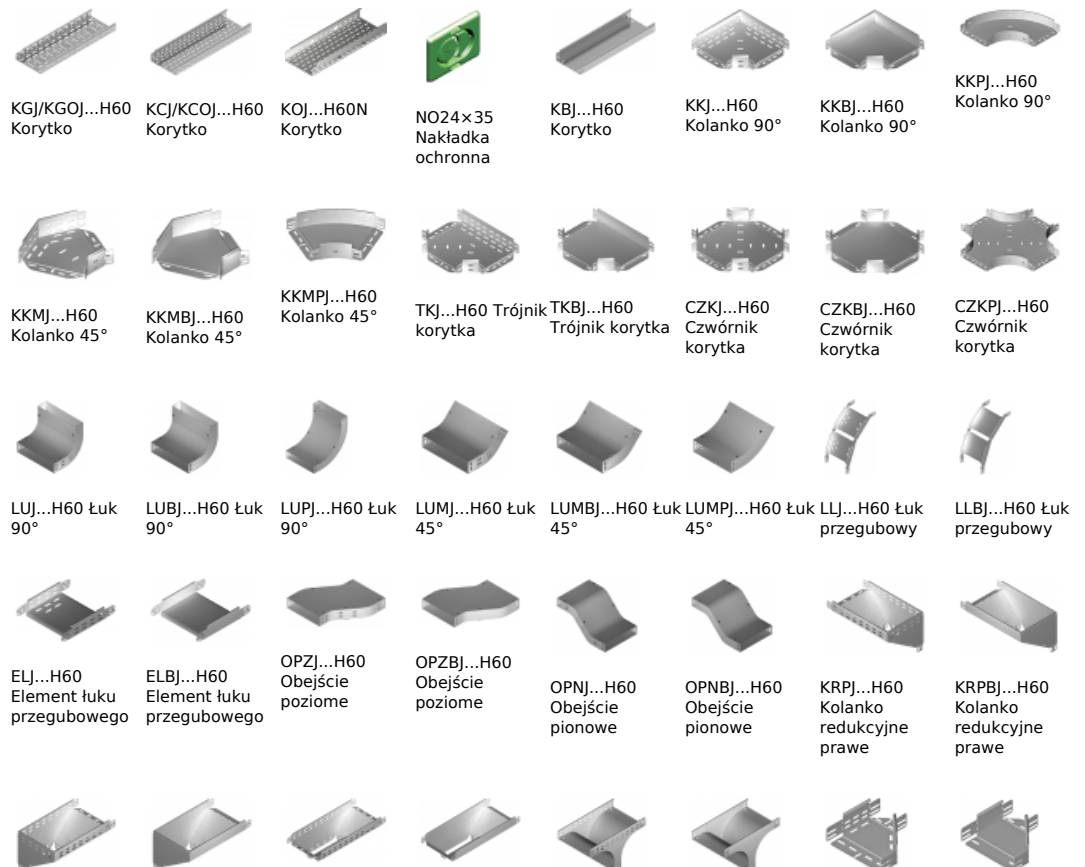 KGJ/KGOJ...H60
Korytko
KCJ/KCOJ...H60
Korytko
KOJ...H60N
Korytko
NO24×35
Nakładka
ochronna
KBJ...H60
Korytko
KKJ...H60
Kolanko 90°
KKBJ...H60
Kolanko 90°
KKPJ...H60
Kolanko 90°
KKMJ...H60
Kolanko 45°
KKMBJ...H60
Kolanko 45°
KKMPJ...H60
Kolanko 45°
TKJ...H60 Trójnik
korytka
TKBJ...H60
Trójnik korytka
CZKJ...H60
Czwórnik
korytka
CZKBJ...H60
Czwórnik
korytka
CZKPJ...H60
Czwórnik
korytka
LUJ...H60 Łuk
90°
LUBJ...H60 Łuk
90°
LUPJ...H60 Łuk
90°
LUMJ...H60 Łuk
45°
LUMBJ...H60 Łuk
45°
LUMPJ...H60 Łuk
45°
LLJ...H60 Łuk
przegubowy
LLBJ...H60 Łuk
przegubowy
ELJ...H60
Element łuku
przegubowego
ELBJ...H60
Element łuku
przegubowego
OPZJ...H60
Obejście
poziome
OPZBJ...H60
Obejście
poziome
OPNJ...H60
Obejście
pionowe
OPNBJ...H60
Obejście
pionowe
KRPJ...H60
Kolanko
redukcyjne
prawe
KRPBJ...H60
Kolanko
redukcyjne
prawe